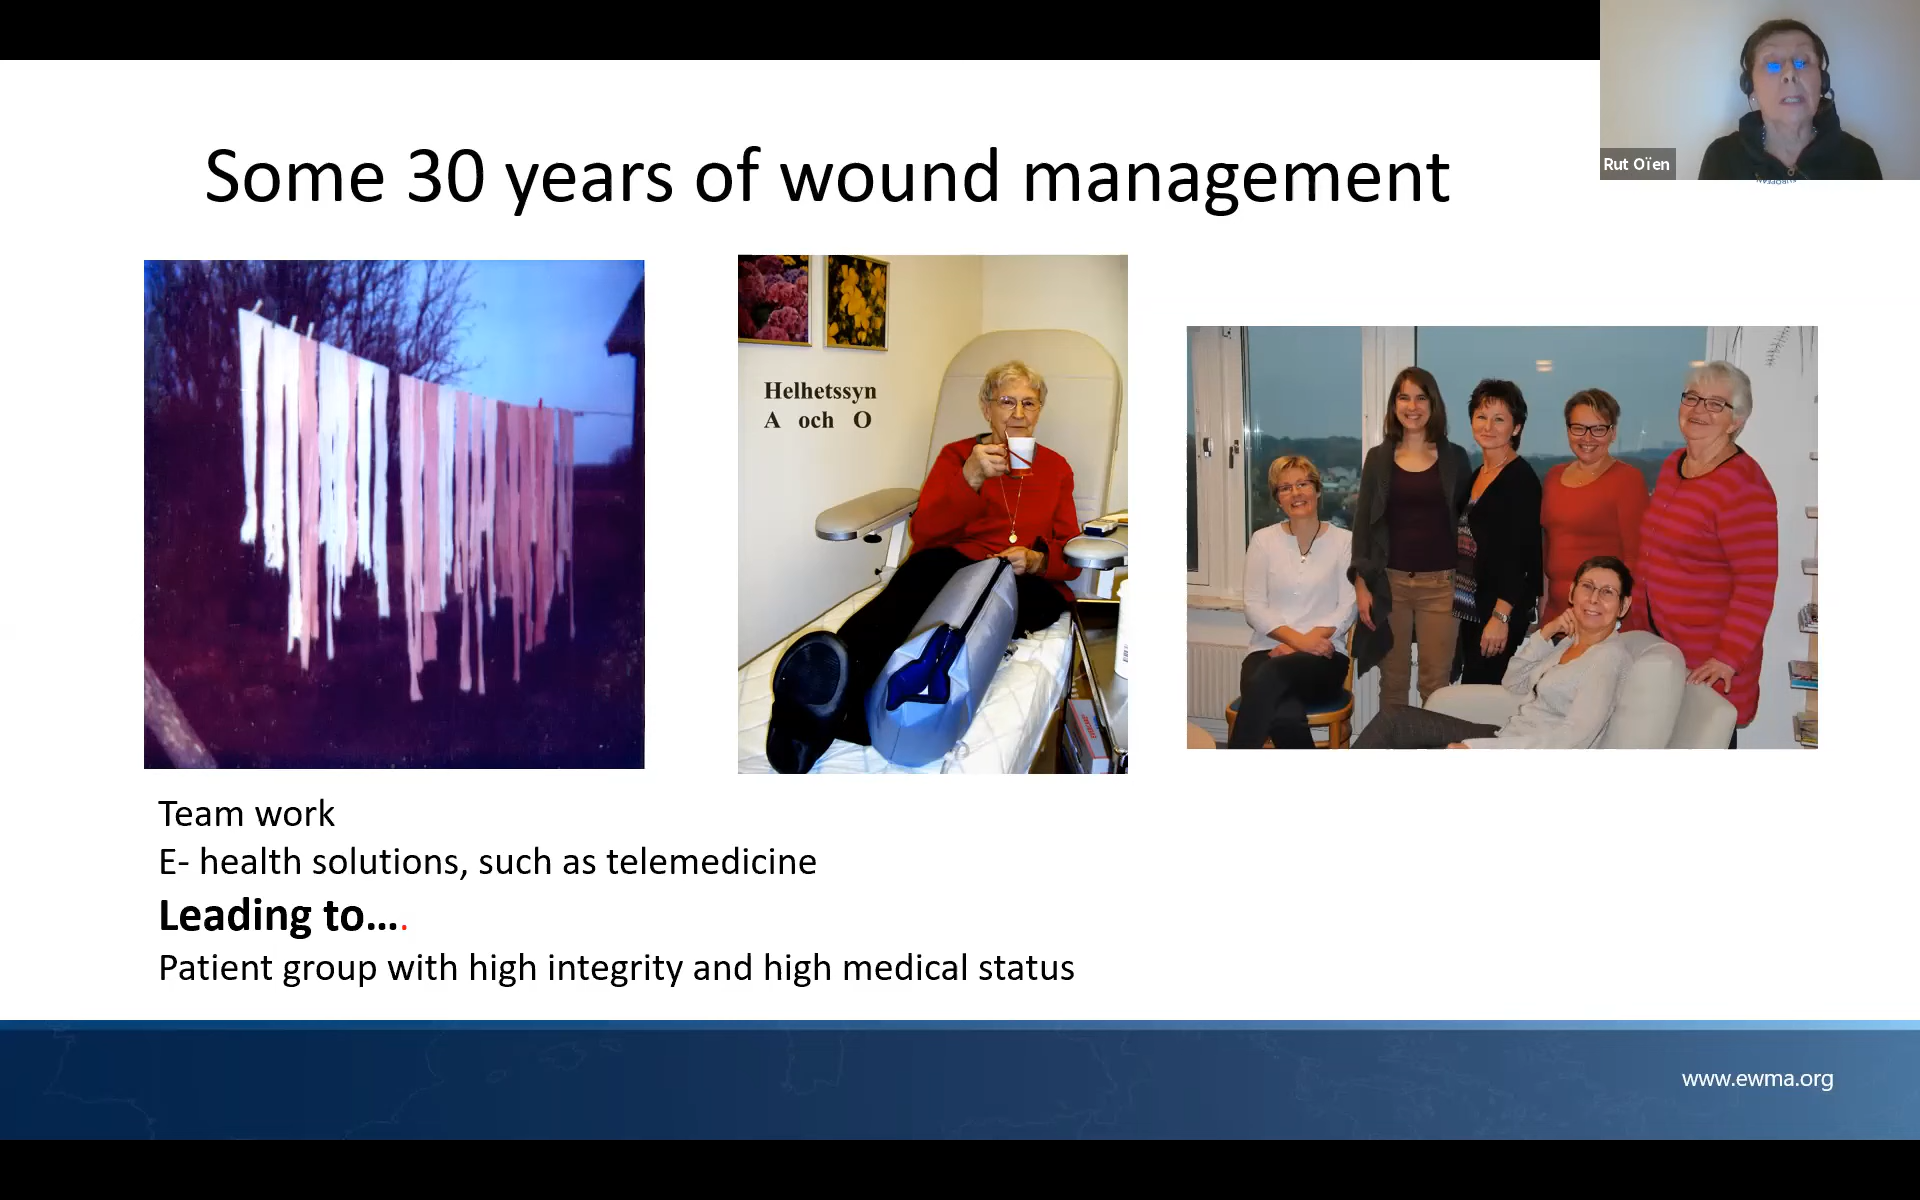 Some 30 years of wound management
Rut Oïen
Helhetssyn
A och O
Team work
E- health solutions, such as telemedicine
Leading to….
Patient group with high integrity and high medical status
www.ewma.org